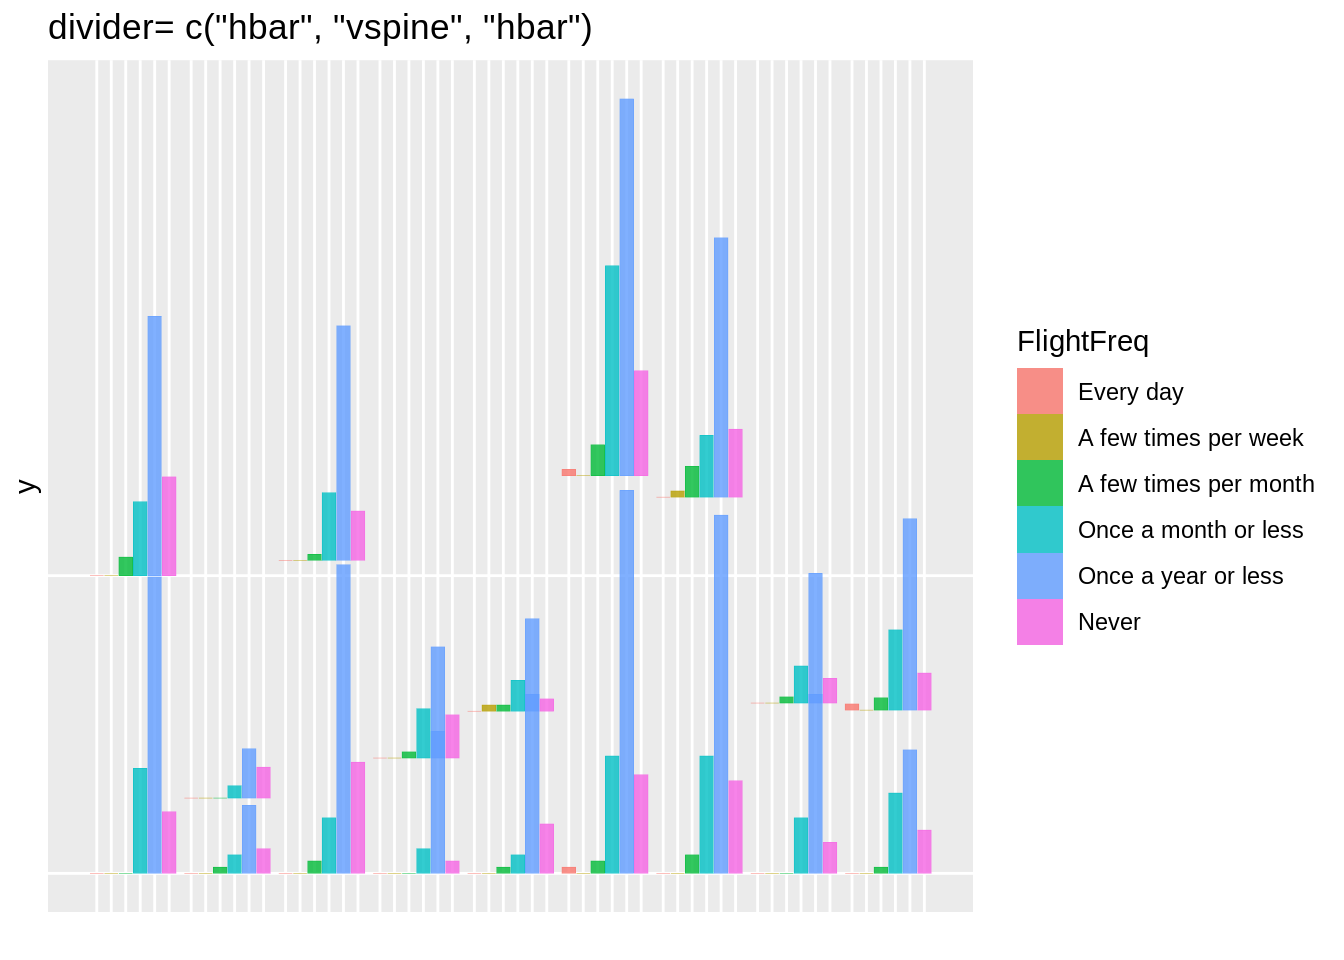 divider= c("hbar", "vspine", "hbar")
y
FlightFreq
Every day
A few times per week
A few times per month
Once a month or less
Once a year or less
Never